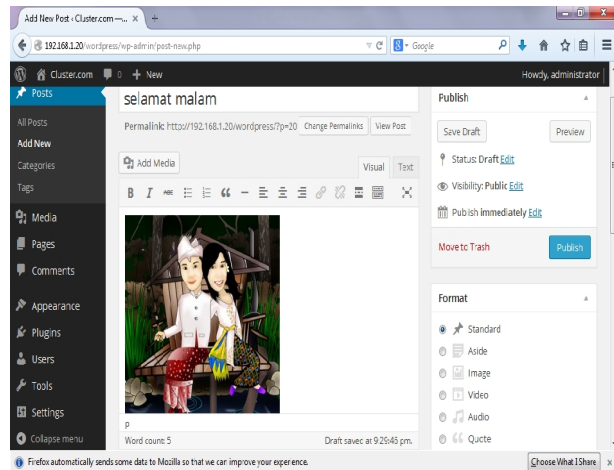 Add New Post ‹ Cluster.com —...
192.168.1.20/wordpress/wp-admin/post-new.php
Google
Cluster.com 0 + New Howdy, administrator
Posts
All Posts
Add New
Categories
Tags
Media
Pages
Comments
Appearance
Plugins
Users
Tools
Settings
Collapse menu
selamat malam
Permalink: http://192.168.1.20/wordpress/?p=20 Change Permalinks View Post
Add Media
Visual Text
B I ABC
p
Word count: 5 Draft saved at 9:29:46 pm.
Publish
Save Draft Preview
Status: Draft Edit
Visibility: Public Edit
Publish immediately Edit
Move to Trash Publish
Format
Standard
Aside
Image
Video
Audio
Quote
Firefox automatically sends some data to Mozilla so that we can improve your experience. Choose What I Share